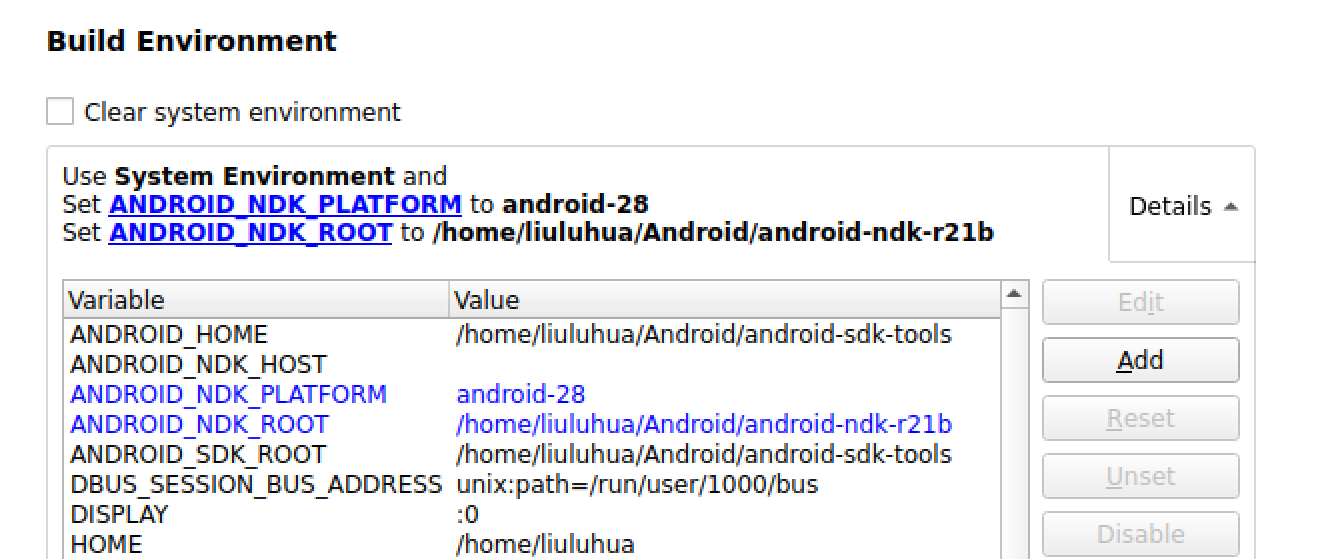 Build Environment
Clear system environment
Use System Environment and
Set ANDROID_NDK_PLATFORM to android-28
Set ANDROID_NDK_ROOT to /home/liuluhua/Android/android-ndk-r21b
Details
Variable Value
ANDROID_HOME /home/liuluhua/Android/android-sdk-tools
ANDROID_NDK_HOST
ANDROID_NDK_PLATFORM android-28
ANDROID_NDK_ROOT /home/liuluhua/Android/android-ndk-r21b
ANDROID_SDK_ROOT /home/liuluhua/Android/android-sdk-tools
DBUS_SESSION_BUS_ADDRESS unix:path=/run/user/1000/bus
DISPLAY :0
HOME /home/liuluhua
Edit
Add
Reset
Unset
Disable